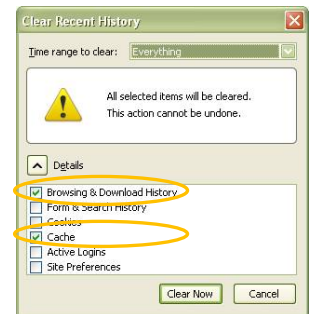 Clear Recent History
Time range to clear: Everything
All selected items will be cleared.
This action cannot be undone.
Details
Browsing & Download History
Form & Search History
Cookies
Cache
Active Logins
Site Preferences
Clear Now Cancel